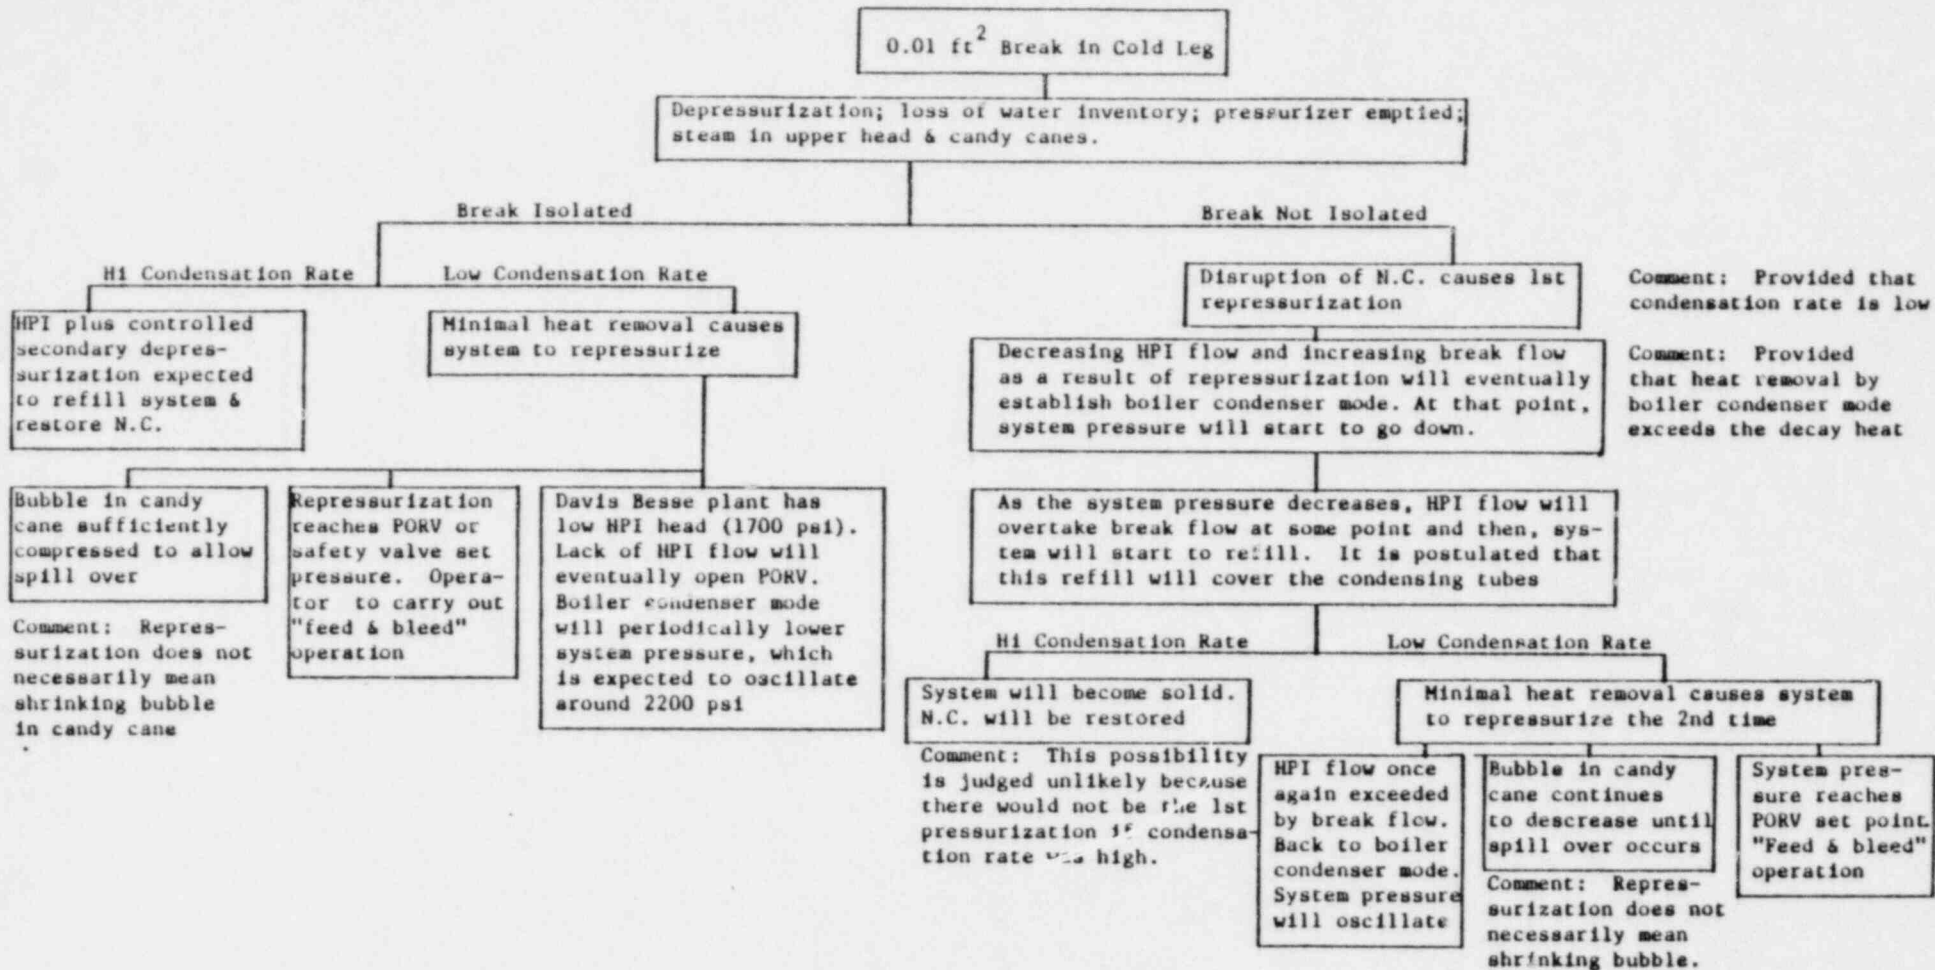 0.01 ft2 Break in Cold Leg
Depressurization; loss of water inventory; pressurizer emptied;
steam in upper head & candy canes.
Break Isolated
Break Not Isolated
Hi Condensation Rate
Low Condensation Rate
HPI plus controlled
secondary depres-
surization expected
to refill system &
restore N.C.
Minimal heat removal causes
system to repressurize
Bubble in candy
cane sufficiently
compressed to allow
spill over
Comment: Repres-
surization does not
necessarily mean
shrinking bubble
in candy cane
Repressurization
reaches PORV or
safety valve set
pressure. Opera-
tor to carry out
"feed & bleed"
operation
Davis Besse plant has
low HPI head (1700 psi).
Lack of HPI flow will
eventually open PORV.
Boiler condenser mode
will periodically lower
system pressure, which
is expected to oscillate
around 2200 psi
Disruption of N.C. causes 1st
repressurization
Comment: Provided that
condensation rate is low
Decreasing HPI flow and increasing break flow
as a result of repressurization will eventually
establish boiler condenser mode. At that point,
system pressure will start to go down.
Comment: Provided
that heat removal by
boiler condenser mode
exceeds the decay heat
As the system pressure decreases, HPI flow will
overtake break flow at some point and then, sys-
tem will start to refill. It is postulated that
this refill will cover the condensing tubes
Hi Condensation Rate
Low Condensation Rate
System will become solid.
N.C. will be restored
Comment: This possibility
is judged unlikely because
there would not be the 1st
pressurization if condensa-
tion rate was high.
Minimal heat removal causes system
to repressurize the 2nd time
HPI flow once
again exceeded
by break flow.
Back to boiler
condenser mode.
System pressure
will oscillate
Bubble in candy
cane continues
to descrease until
spill over occurs
Comment: Repres-
surization does not
necessarily mean
shrinking bubble.
System pres-
sure reaches
PORV set point.
"Feed & bleed"
operation